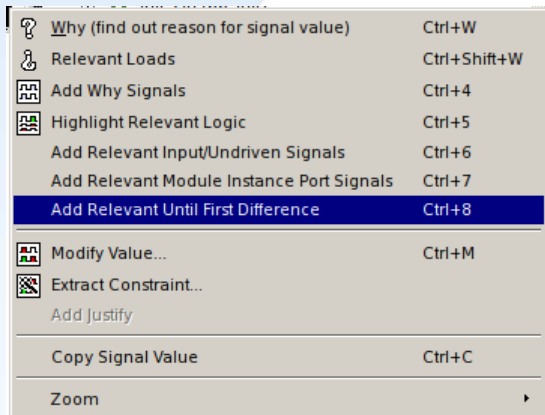 Why (find out reason for signal value) Ctrl+W
Relevant Loads Ctrl+Shift+W
Add Why Signals Ctrl+4
Highlight Relevant Logic Ctrl+5
Add Relevant Input/Undriven Signals Ctrl+6
Add Relevant Module Instance Port Signals Ctrl+7
Add Relevant Until First Difference Ctrl+8
Modify Value... Ctrl+M
Extract Constraint...
Add Justify
Copy Signal Value Ctrl+C
Zoom